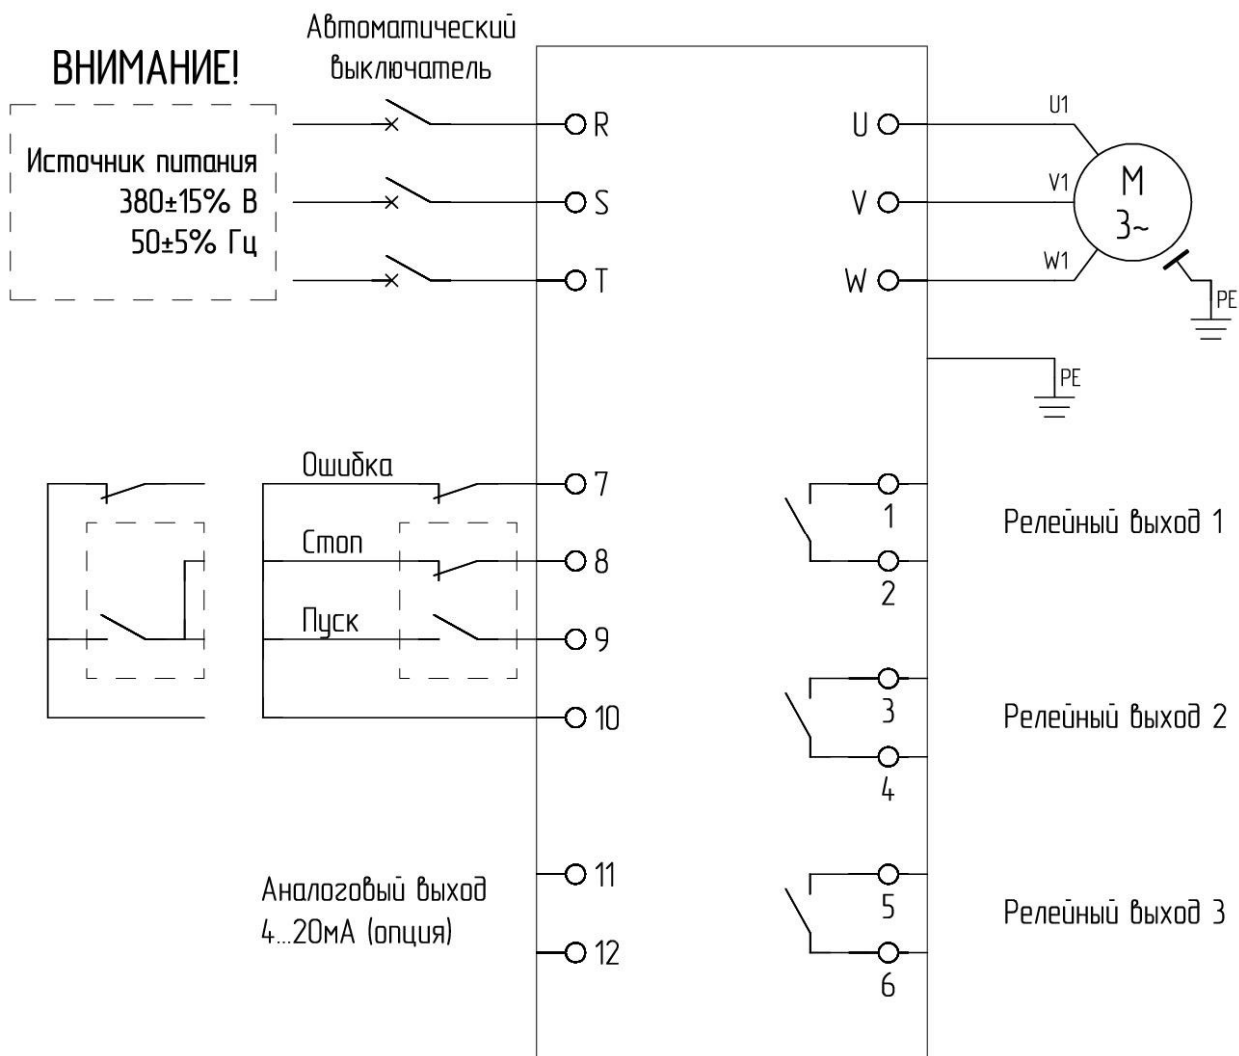 ВНИМАНИЕ!
Автоматический
выключатель
Источник питания
380±15% В
50±5% Гц
R
S
T
U
V
W
U1
V1
W1
М
3~
PE
PE
Ошибка
7
Стоп
8
Пуск
9
10
1
2
Релейный выход 1
3
4
Релейный выход 2
Аналоговый выход
4...20мА (опция)
11
12
5
6
Релейный выход 3